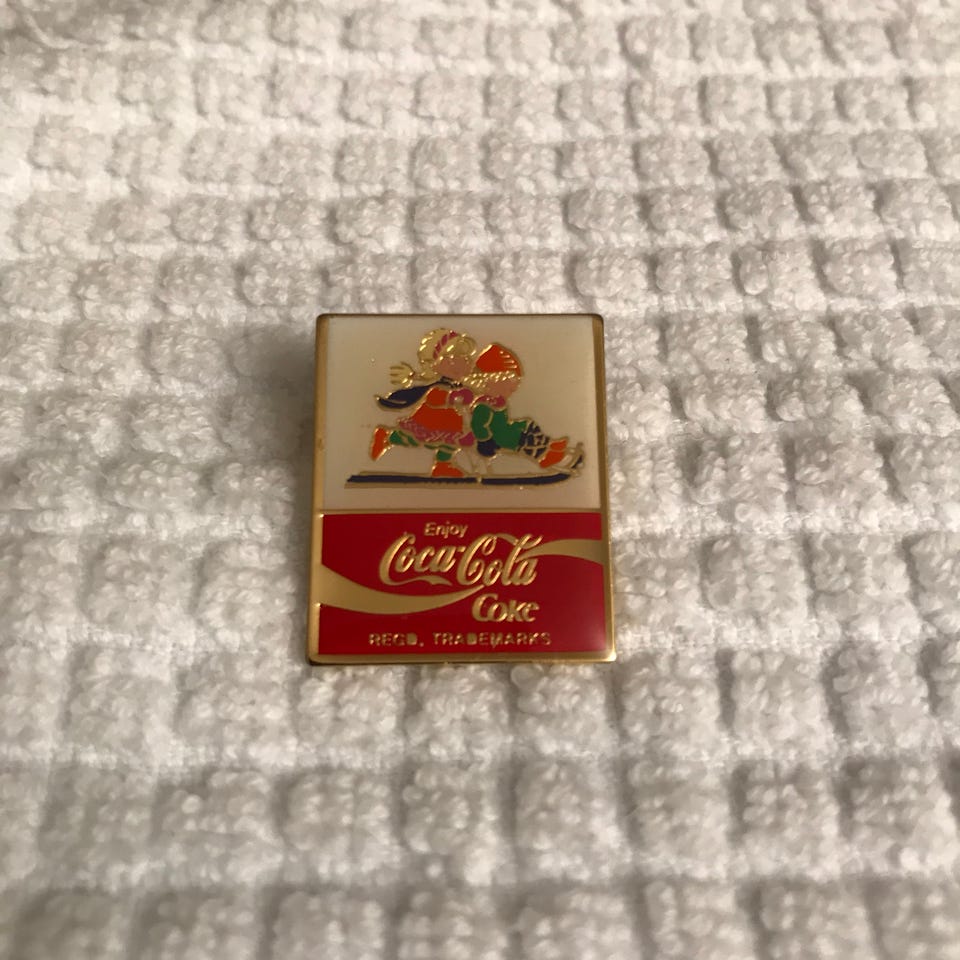 Enjoy
Coca-Cola
Coke
REGD. TRADEMARKS